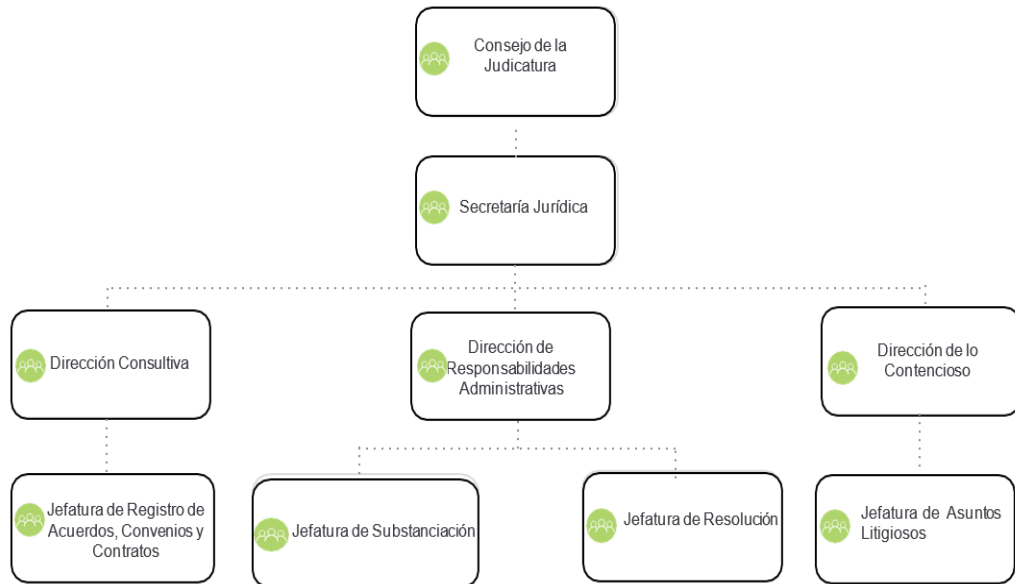 Consejo de la
Judicatura
Secretaría Jurídica
Dirección Consultiva
Dirección de
Responsabilidades
Administrativas
Dirección de lo
Contencioso
Jefatura de Registro de
Acuerdos, Convenios y
Contratos
Jefatura de Substanciación
Jefatura de Resolución
Jefatura de Asuntos
Litigiosos